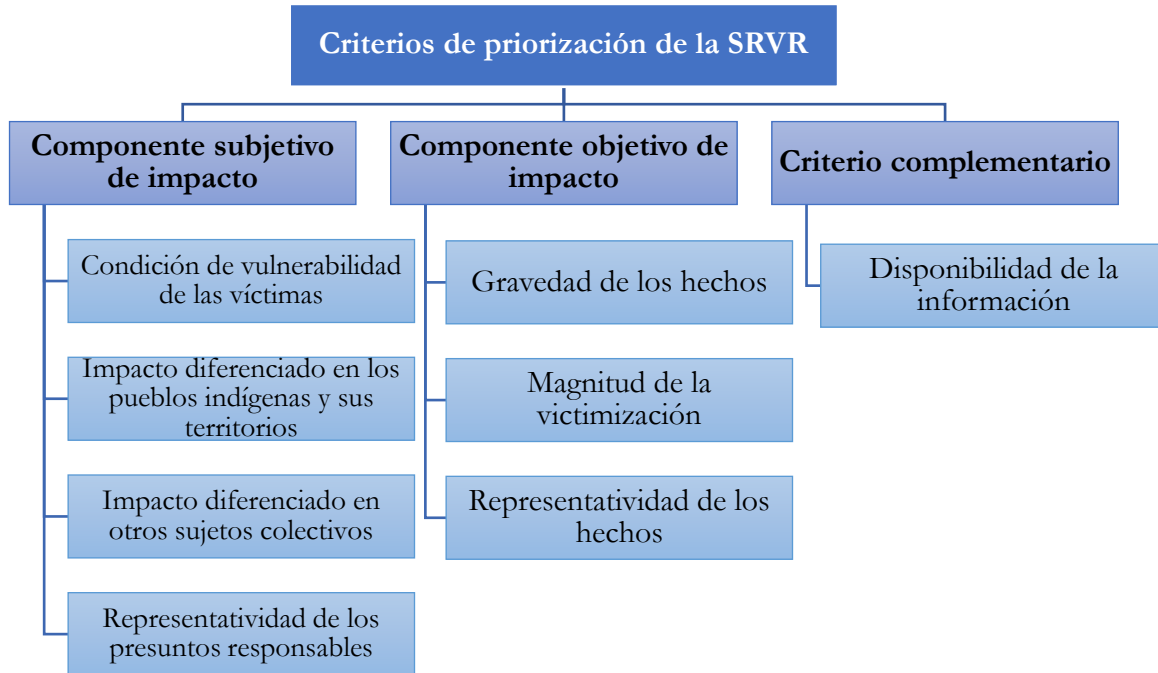 Criterios de priorización de la SRVR
Componente subjetivo
de impacto
Condición de vulnerabilidad
de las víctimas
Impacto diferenciado en los
pueblos indígenas y sus
territorios
Impacto diferenciado en
otros sujetos colectivos
Representatividad de los
presuntos responsables
Componente objetivo de
impacto
Gravedad de los hechos
Magnitud de la
victimización
Representatividad de los
hechos
Criterio complementario
Disponibilidad de la
información